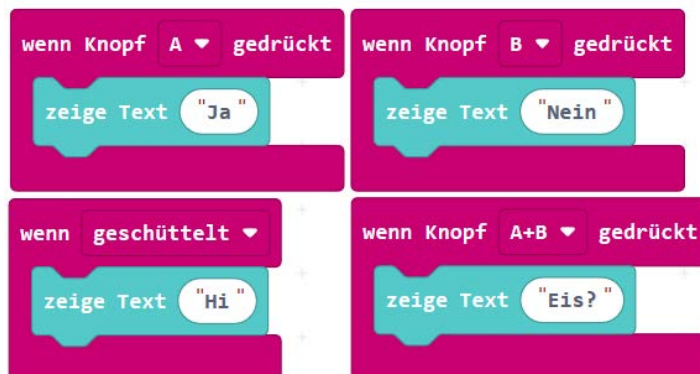 wenn Knopf A gedrückt
zeige Text "Ja"
wenn Knopf B gedrückt
zeige Text "Nein"
wenn geschüttelt
zeige Text "Hi"
wenn Knopf A+B gedrückt
zeige Text "Eis?"